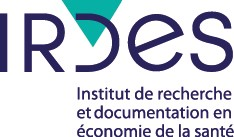 IRDES
Institut de recherche
et documentation en
économie de la santé